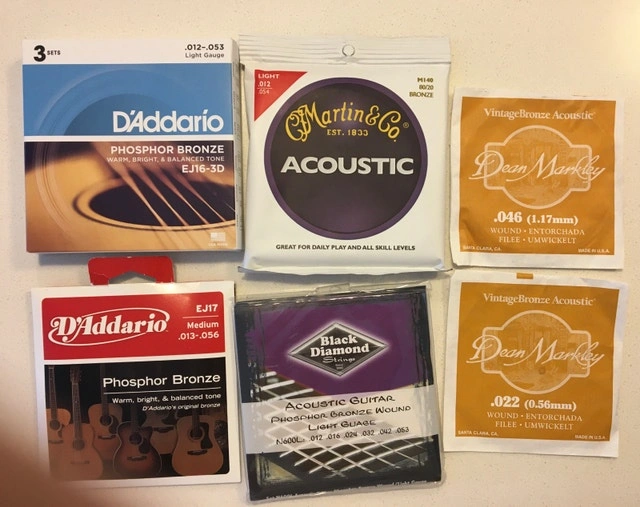 3 SETS
.012-.053
Light Gauge
D'Addario
PHOSPHOR BRONZE
WARM, BRIGHT, & BALANCED TONE
EJ16-3D
LIGHT
.012
.054
M140
80/20
BRONZE
C.F. Martin & Co.®
EST. 1833
ACOUSTIC
GREAT FOR DAILY PLAY AND ALL SKILL LEVELS
VintageBronze Acoustic
Dean Markley
.046 (1.17mm)
WOUND • ENTORCHADA
FILEE • UMWICKELT
SANTA CLARA, CA.
MADE IN U.S.A.
D'Addario
EJ17
Medium
.013-.056
Phosphor Bronze
Warm, bright, & balanced tone
D'Addario's original bronze
Black
Diamond
Strings
Acoustic Guitar
Phosphor Bronze Wound
Light Guage
N600L: .012 .016 .024 .032 .042 .053
VintageBronze Acoustic
Dean Markley
.022 (0.56mm)
WOUND • ENTORCHADA
FILEE • UMWICKELT
SANTA CLARA, CA.
MADE IN U.S.A.